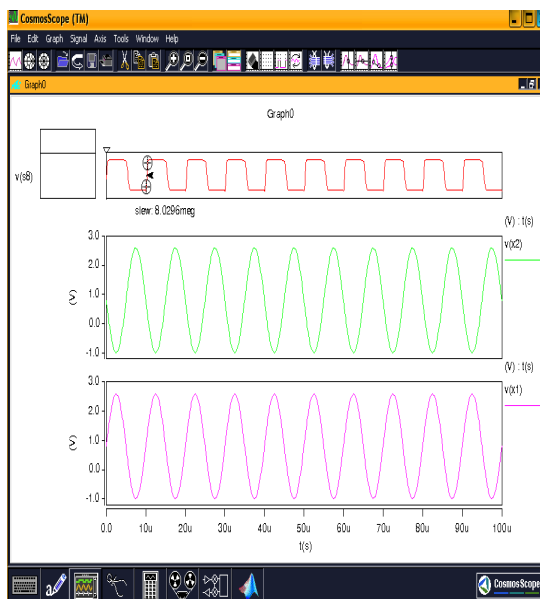 CosmosScope (TM)
File Edit Graph Signal Axis Tools Window Help
Graph0
Graph0
v(s8)
slew: 8.0296meg
(V) : t(s)
v(x2)
3.0
2.0
1.0
0.0
-1.0
(V)
(V) : t(s)
v(x1)
3.0
2.0
1.0
0.0
-1.0
(V)
0.0 10u 20u 30u 40u 50u 60u 70u 80u 90u 100u
t(s)
CosmosScope